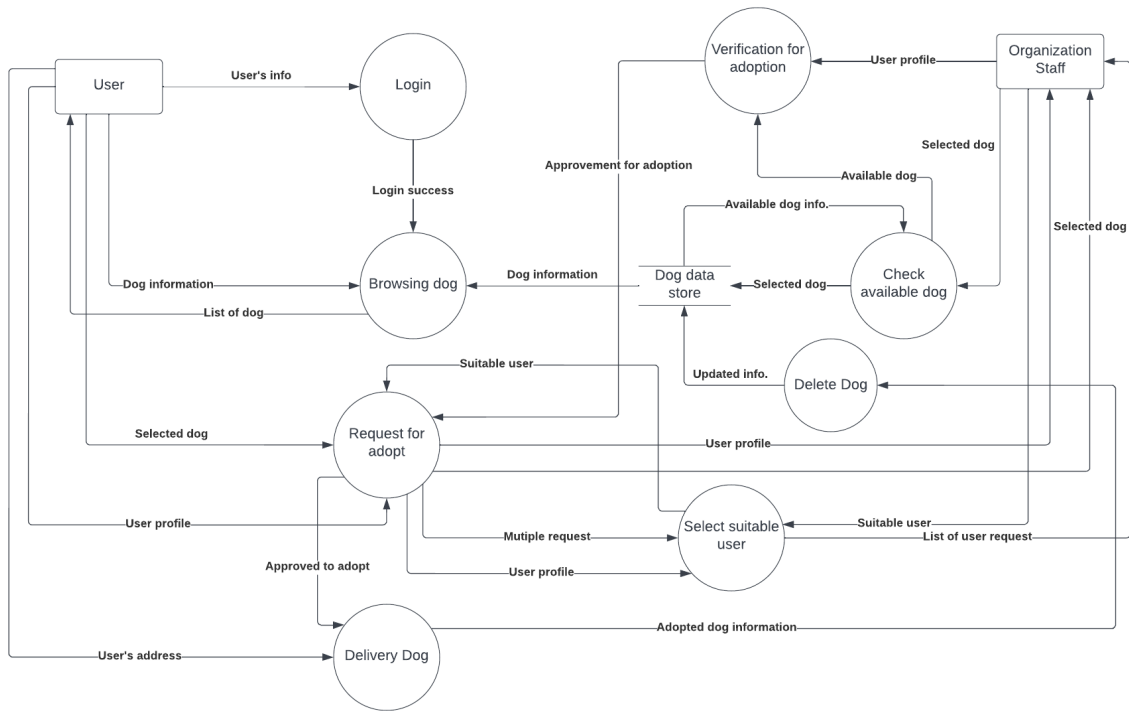 Verification for
adoption
Organization
Staff
User profile
User
User's info
Login
Selected dog
Approvement for adoption
Available dog
Login success
Available dog info.
Selected dog
Browsing dog
Dog information
Dog information
Dog data
store
Selected dog
Check
available dog
List of dog
Suitable user
Updated info.
Delete Dog
Selected dog
Request for
adopt
User profile
User profile
Mutiple request
Select suitable
user
Suitable user
List of user request
Approved to adopt
User profile
Adopted dog information
User's address
Delivery Dog